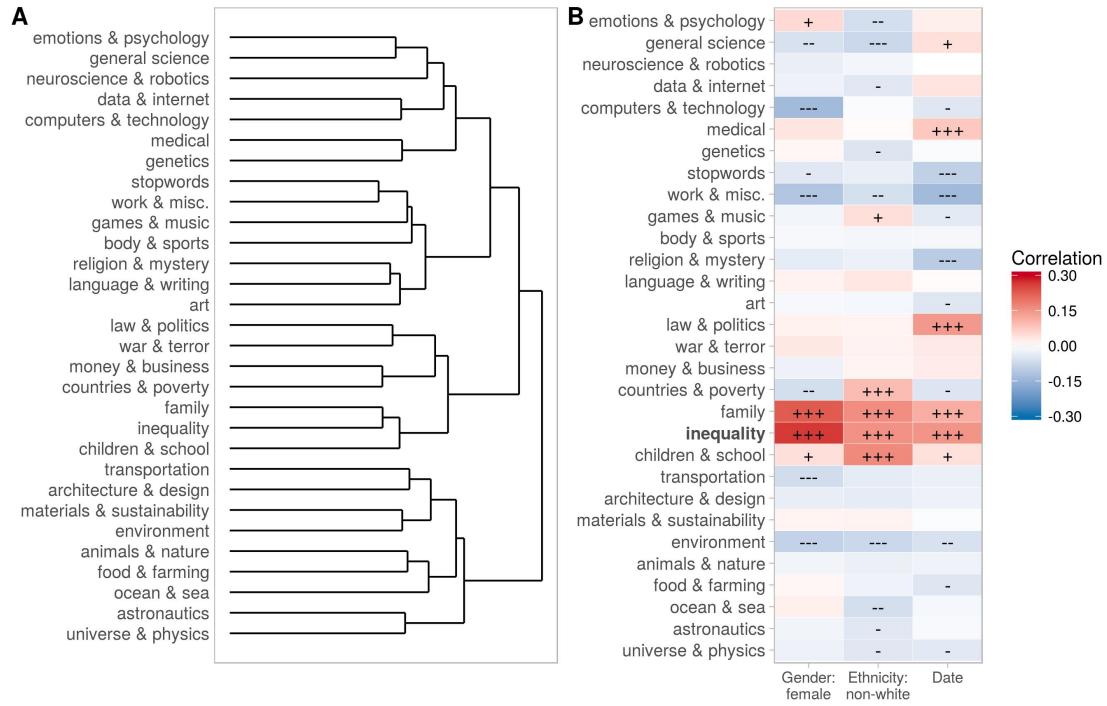 A
emotions & psychology
general science
neuroscience & robotics
data & internet
computers & technology
medical
genetics
stopwords
work & misc.
games & music
body & sports
religion & mystery
language & writing
art
law & politics
war & terror
money & business
countries & poverty
family
inequality
children & school
transportation
architecture & design
materials & sustainability
environment
animals & nature
food & farming
ocean & sea
astronautics
universe & physics
B
emotions & psychology + --
general science -- --- +
neuroscience & robotics
data & internet -
computers & technology --- -
medical +++
genetics -
stopwords - ---
work & misc. --- -- ---
games & music + -
body & sports
religion & mystery ---
language & writing
art -
law & politics +++
war & terror
money & business
countries & poverty -- +++ -
family +++ +++ +++
inequality +++ +++ +++
children & school + +++ +
transportation ---
architecture & design
materials & sustainability
environment --- --- --
animals & nature
food & farming -
ocean & sea --
astronautics -
universe & physics - -
Gender:
female
Ethnicity:
non-white
Date
Correlation
0.30
0.15
0.00
-0.15
-0.30